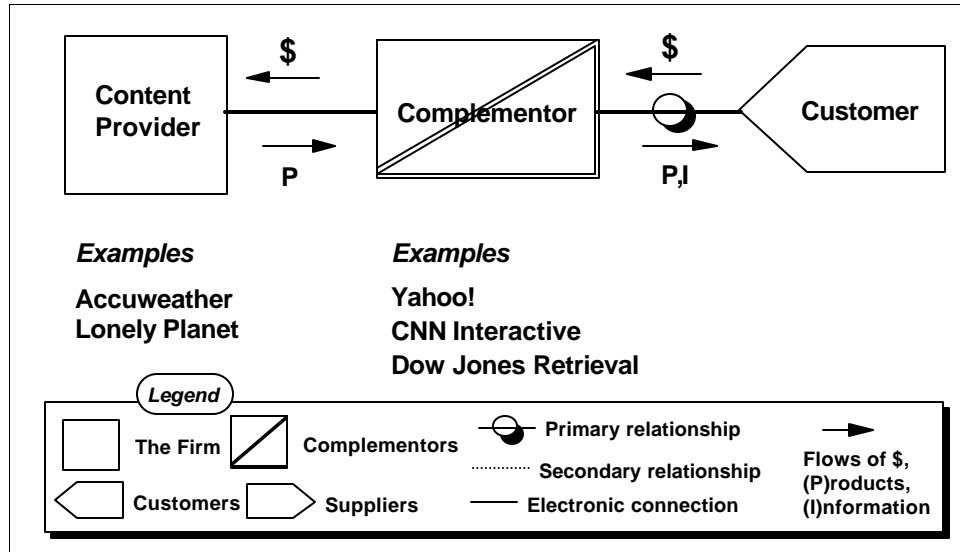 $
$
Content
Provider
Complementor
Customer
P
P,I
Examples
Accuweather
Lonely Planet
Examples
Yahoo!
CNN Interactive
Dow Jones Retrieval
Legend
The Firm
Complementors
Customers
Suppliers
Primary relationship
Secondary relationship
Electronic connection
Flows of $,
(P)roducts,
(I)nformation